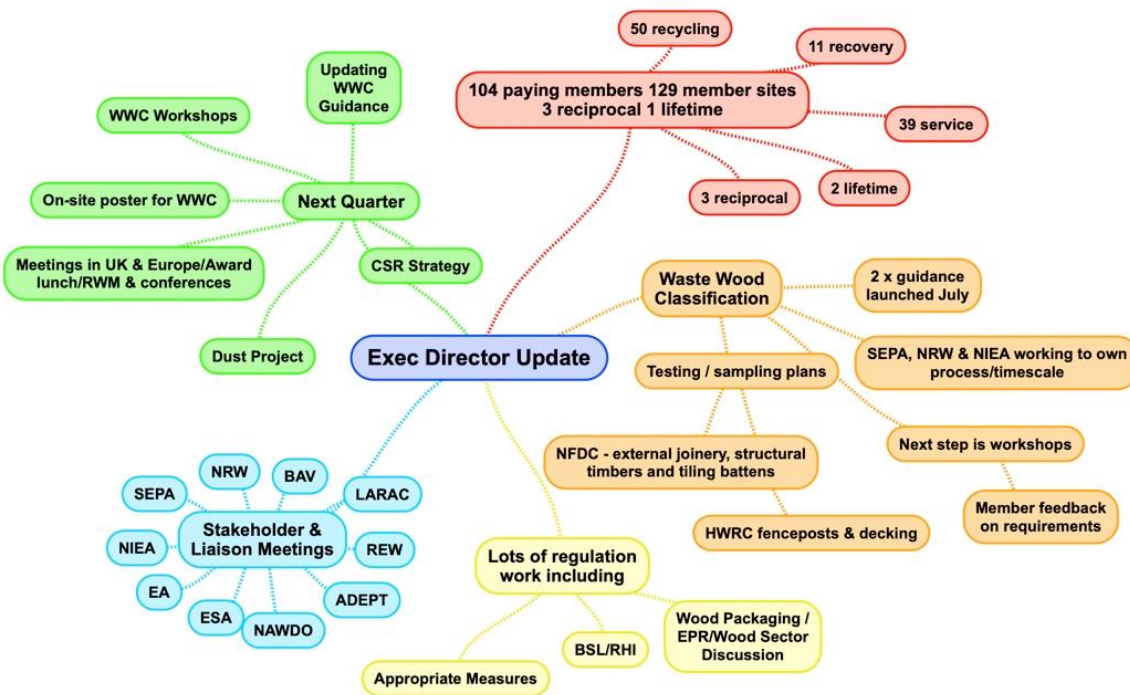 50 recycling
11 recovery
104 paying members 129 member sites
3 reciprocal 1 lifetime
39 service
3 reciprocal
2 lifetime
Updating
WWC
Guidance
WWC Workshops
On-site poster for WWC
Next Quarter
Meetings in UK & Europe/Award
lunch/RWM & conferences
CSR Strategy
Dust Project
Exec Director Update
Waste Wood
Classification
2 x guidance
launched July
SEPA, NRW & NIEA working to own
process/timescale
Testing / sampling plans
NFDC - external joinery, structural
timbers and tiling battens
HWRC fenceposts & decking
Next step is workshops
Member feedback
on requirements
Stakeholder &
Liaison Meetings
NRW
BAV
LARAC
SEPA
NIEA
REW
EA
ADEPT
ESA
NAWDO
Lots of regulation
work including
Appropriate Measures
BSL/RHI
Wood Packaging /
EPR/Wood Sector
Discussion